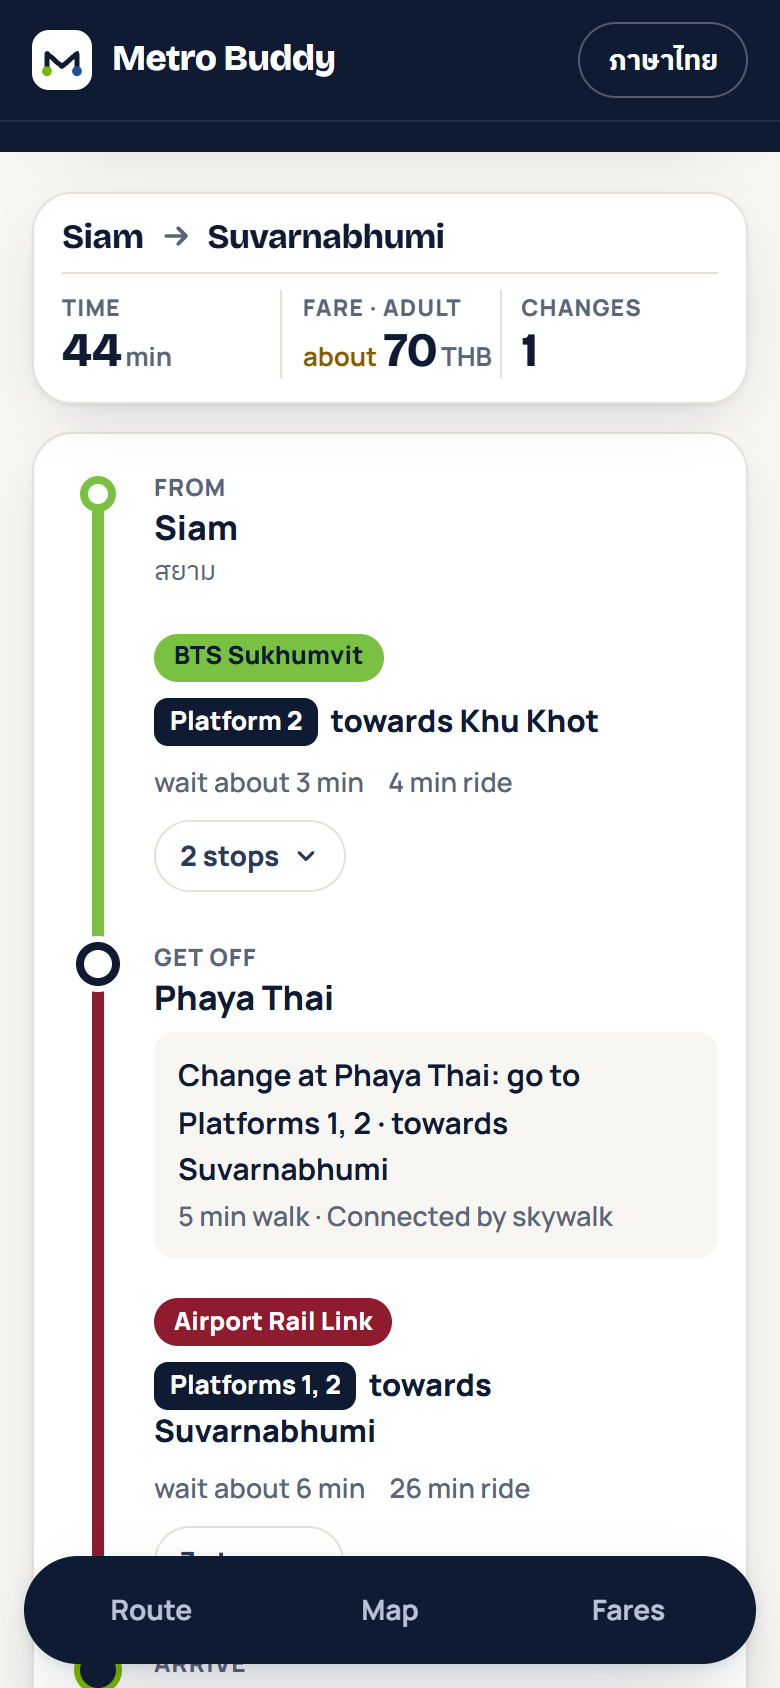 Metro Buddy
ภาษาไทย
Siam → Suvarnabhumi
TIME
44 min
FARE · ADULT
about 70 THB
CHANGES
1
FROM
Siam
สยาม
BTS Sukhumvit
Platform 2 towards Khu Khot
wait about 3 min 4 min ride
2 stops
GET OFF
Phaya Thai
Change at Phaya Thai: go to
Platforms 1, 2 · towards
Suvarnabhumi
5 min walk · Connected by skywalk
Airport Rail Link
Platforms 1, 2 towards
Suvarnabhumi
wait about 6 min 26 min ride
Route
Map
Fares
ARRIVE